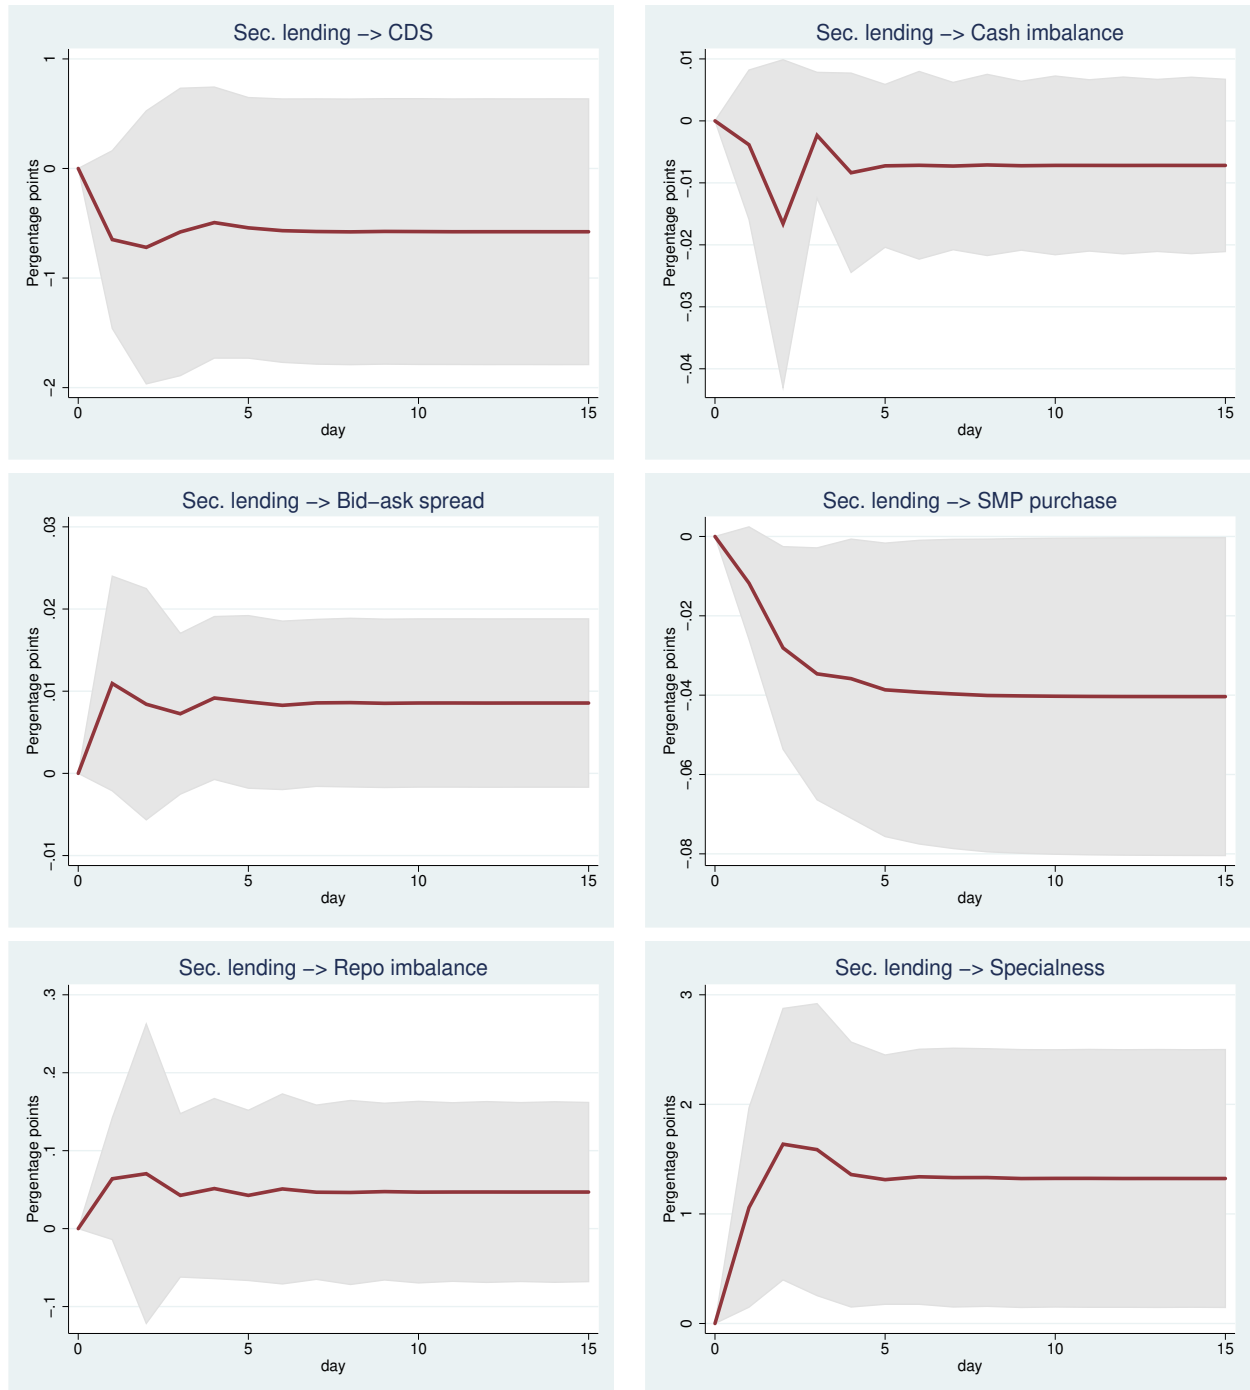 Sec. lending −> CDS
Pergentage points
1
0
−1
−2
0 5 10 15
day
Sec. lending −> Cash imbalance
Pergentage points
.01
0
−.01
−.02
−.03
−.04
0 5 10 15
day
Sec. lending −> Bid−ask spread
Pergentage points
.03
.02
.01
0
−.01
0 5 10 15
day
Sec. lending −> SMP purchase
Pergentage points
0
−.02
−.04
−.06
−.08
0 5 10 15
day
Sec. lending −> Repo imbalance
Pergentage points
.3
.2
.1
0
−.1
0 5 10 15
day
Sec. lending −> Specialness
Pergentage points
3
2
1
0
0 5 10 15
day